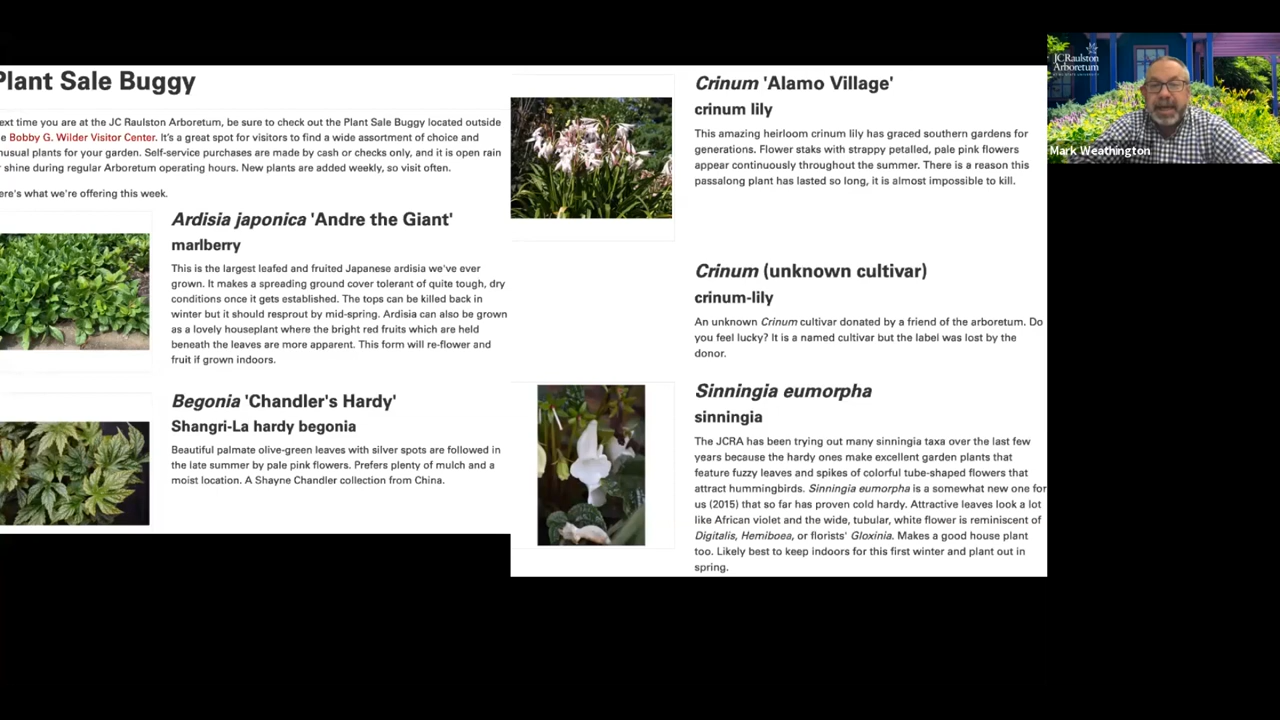 Plant Sale Buggy
ext time you are at the JC Raulston Arboretum, be sure to check out the Plant Sale Buggy located outside
e Bobby G. Wilder Visitor Center. It's a great spot for visitors to find a wide assortment of choice and
nusual plants for your garden. Self-service purchases are made by cash or checks only, and it is open rain
r shine during regular Arboretum operating hours. New plants are added weekly, so visit often.
ere's what we're offering this week.
Ardisia japonica 'Andre the Giant'
marlberry
This is the largest leafed and fruited Japanese ardisia we've ever
grown. It makes a spreading ground cover tolerant of quite tough, dry
conditions once it gets established. The tops can be killed back in
winter but it should resprout by mid-spring. Ardisia can also be grown
as a lovely houseplant where the bright red fruits which are held
beneath the leaves are more apparent. This form will re-flower and
fruit if grown indoors.
Begonia 'Chandler's Hardy'
Shangri-La hardy begonia
Beautiful palmate olive-green leaves with silver spots are followed in
the late summer by pale pink flowers. Prefers plenty of mulch and a
moist location. A Shayne Chandler collection from China.
Crinum 'Alamo Village'
crinum lily
This amazing heirloom crinum lily has graced southern gardens for
generations. Flower staks with strappy petalled, pale pink flowers
appear continuously throughout the summer. There is a reason this
passalong plant has lasted so long, it is almost impossible to kill.
Crinum (unknown cultivar)
crinum-lily
An unknown Crinum cultivar donated by a friend of the arboretum. Do
you feel lucky? It is a named cultivar but the label was lost by the
donor.
Sinningia eumorpha
sinningia
The JCRA has been trying out many sinningia taxa over the last few
years because the hardy ones make excellent garden plants that
feature fuzzy leaves and spikes of colorful tube-shaped flowers that
attract hummingbirds. Sinningia eumorpha is a somewhat new one for
us (2015) that so far has proven cold hardy. Attractive leaves look a lot
like African violet and the wide, tubular, white flower is reminiscent of
Digitalis, Hemiboea, or florists' Gloxinia. Makes a good house plant
too. Likely best to keep indoors for this first winter and plant out in
spring.
JC Raulston
Arboretum
Mark Weathington